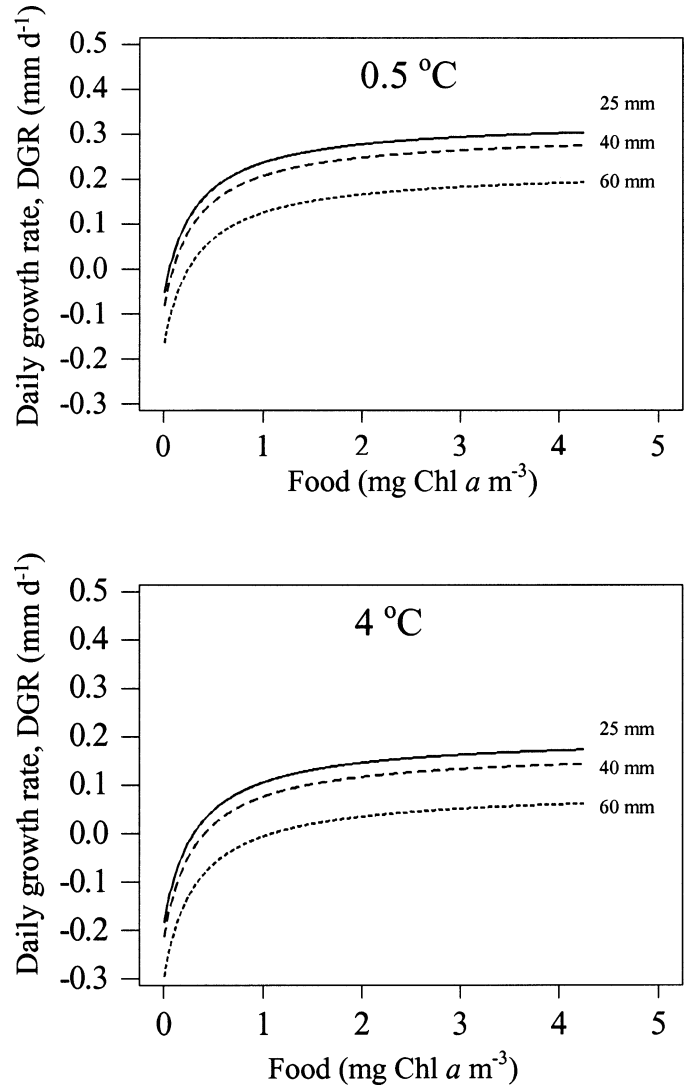 0.5 °C
Daily growth rate, DGR (mm d⁻¹)
0.5
0.4
0.3
0.2
0.1
0.0
-0.1
-0.2
-0.3
25 mm
40 mm
60 mm
0 1 2 3 4 5
Food (mg Chl a m⁻³)
4 °C
Daily growth rate, DGR (mm d⁻¹)
0.5
0.4
0.3
0.2
0.1
0.0
-0.1
-0.2
-0.3
25 mm
40 mm
60 mm
0 1 2 3 4 5
Food (mg Chl a m⁻³)